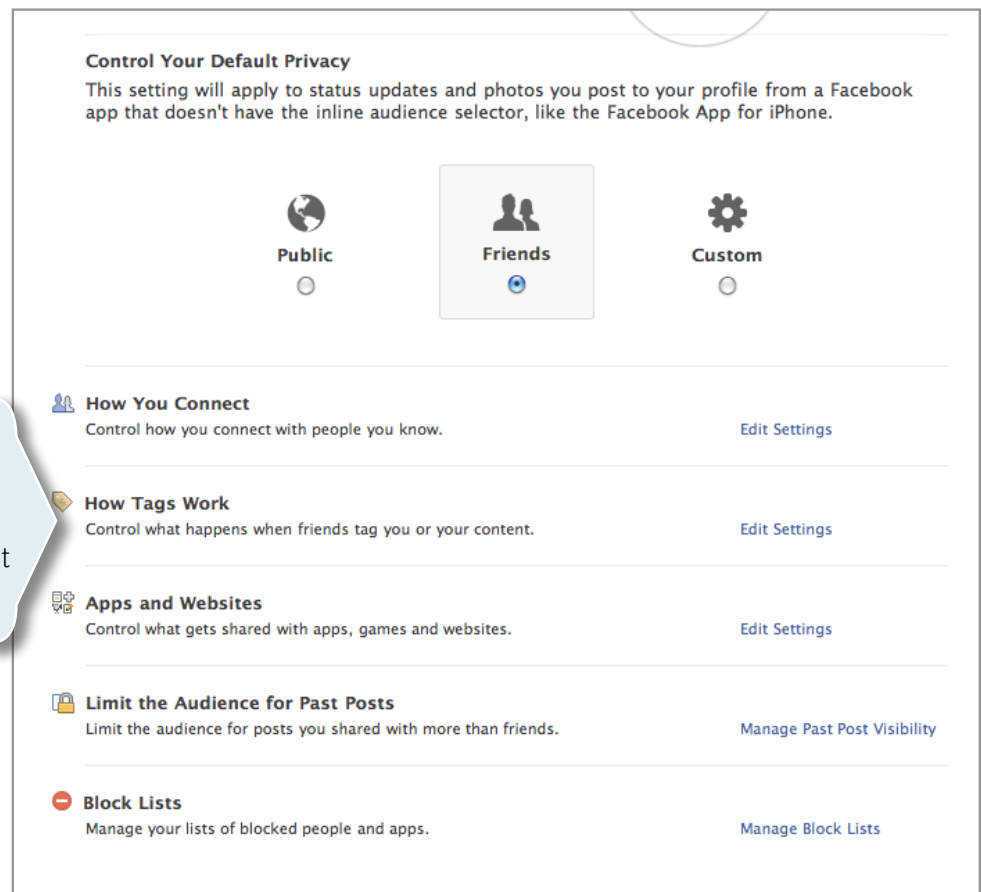 Control Your Default Privacy
This setting will apply to status updates and photos you post to your profile from a Facebook
app that doesn't have the inline audience selector, like the Facebook App for iPhone.
Public
Friends
Custom
How You Connect
Control how you connect with people you know.
Edit Settings
How Tags Work
Control what happens when friends tag you or your content.
Edit Settings
t
Apps and Websites
Control what gets shared with apps, games and websites.
Edit Settings
Limit the Audience for Past Posts
Limit the audience for posts you shared with more than friends.
Manage Past Post Visibility
Block Lists
Manage your lists of blocked people and apps.
Manage Block Lists